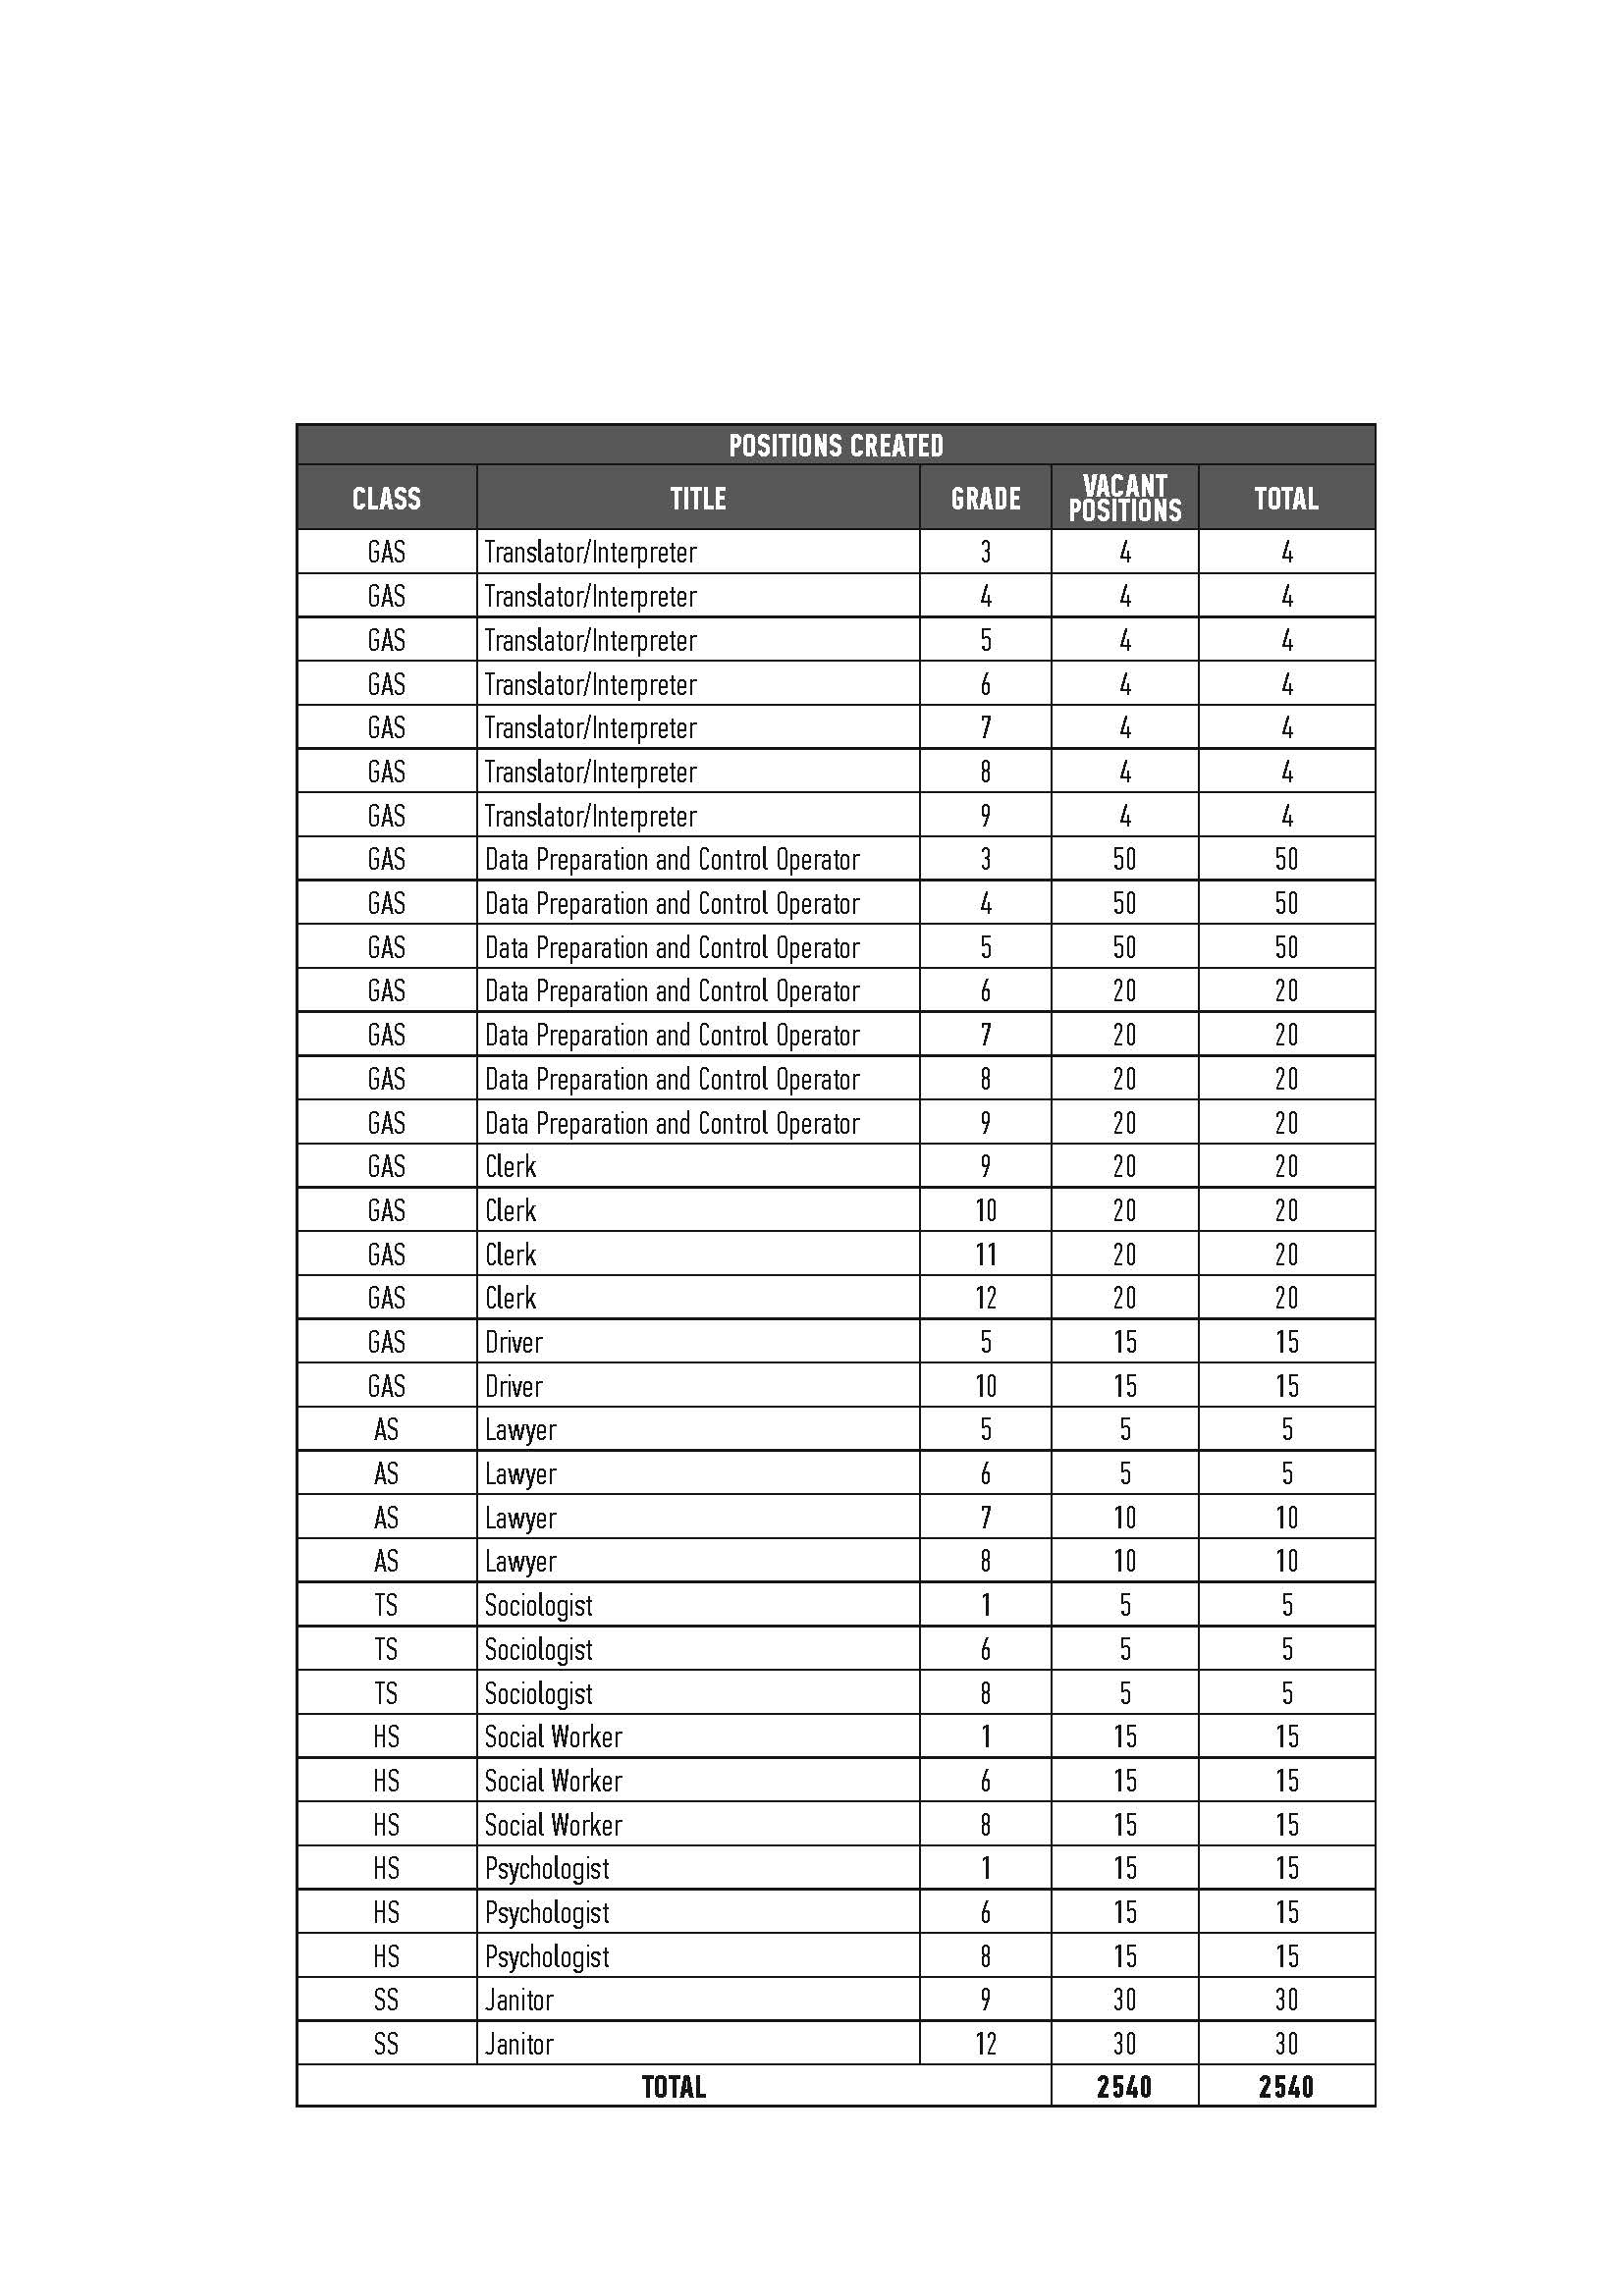 POSITIONS CREATED
CLASS TITLE GRADE VACANT POSITIONS TOTAL
GAS Translator/Interpreter 3 4 4
GAS Translator/Interpreter 4 4 4
GAS Translator/Interpreter 5 4 4
GAS Translator/Interpreter 6 4 4
GAS Translator/Interpreter 7 4 4
GAS Translator/Interpreter 8 4 4
GAS Translator/Interpreter 9 4 4
GAS Data Preparation and Control Operator 3 50 50
GAS Data Preparation and Control Operator 4 50 50
GAS Data Preparation and Control Operator 5 50 50
GAS Data Preparation and Control Operator 6 20 20
GAS Data Preparation and Control Operator 7 20 20
GAS Data Preparation and Control Operator 8 20 20
GAS Data Preparation and Control Operator 9 20 20
GAS Clerk 9 20 20
GAS Clerk 10 20 20
GAS Clerk 11 20 20
GAS Clerk 12 20 20
GAS Driver 5 15 15
GAS Driver 10 15 15
AS Lawyer 5 5 5
AS Lawyer 6 5 5
AS Lawyer 7 10 10
AS Lawyer 8 10 10
TS Sociologist 1 5 5
TS Sociologist 6 5 5
TS Sociologist 8 5 5
HS Social Worker 1 15 15
HS Social Worker 6 15 15
HS Social Worker 8 15 15
HS Psychologist 1 15 15
HS Psychologist 6 15 15
HS Psychologist 8 15 15
SS Janitor 9 30 30
SS Janitor 12 30 30
TOTAL 2540 2540